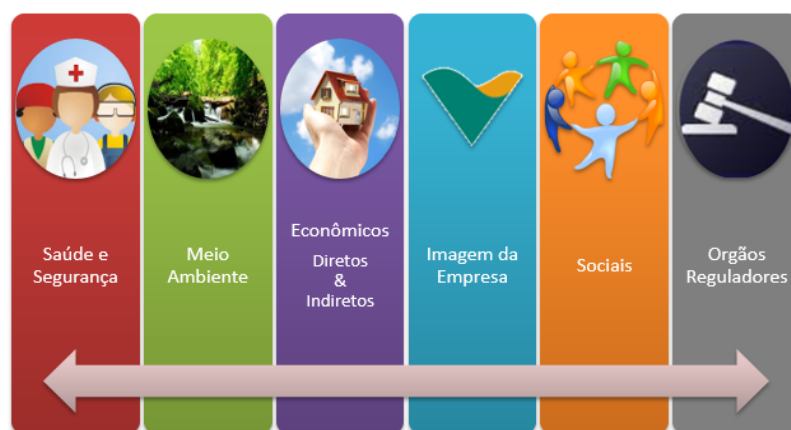 Saúde e
Segurança
Meio
Ambiente
Econômicos
Diretos
&
Indiretos
Imagem da
Empresa
Sociais
Orgãos
Reguladores